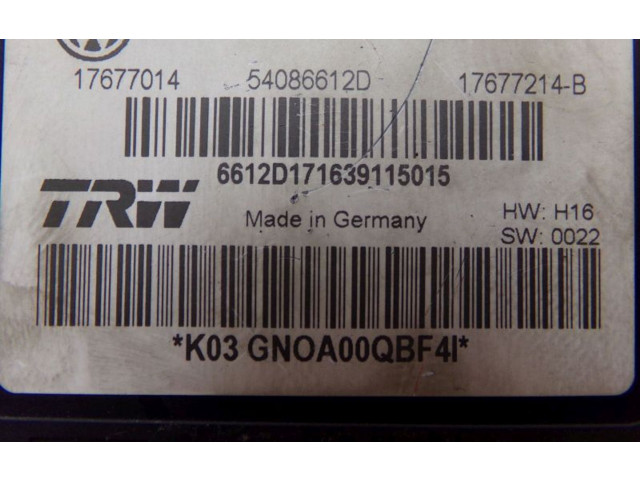 17677014 54086612D 17677214-B
6612D171639115015
TRW Made in Germany HW: H16
SW: 0022
*K03 GNOA00QBF4I*